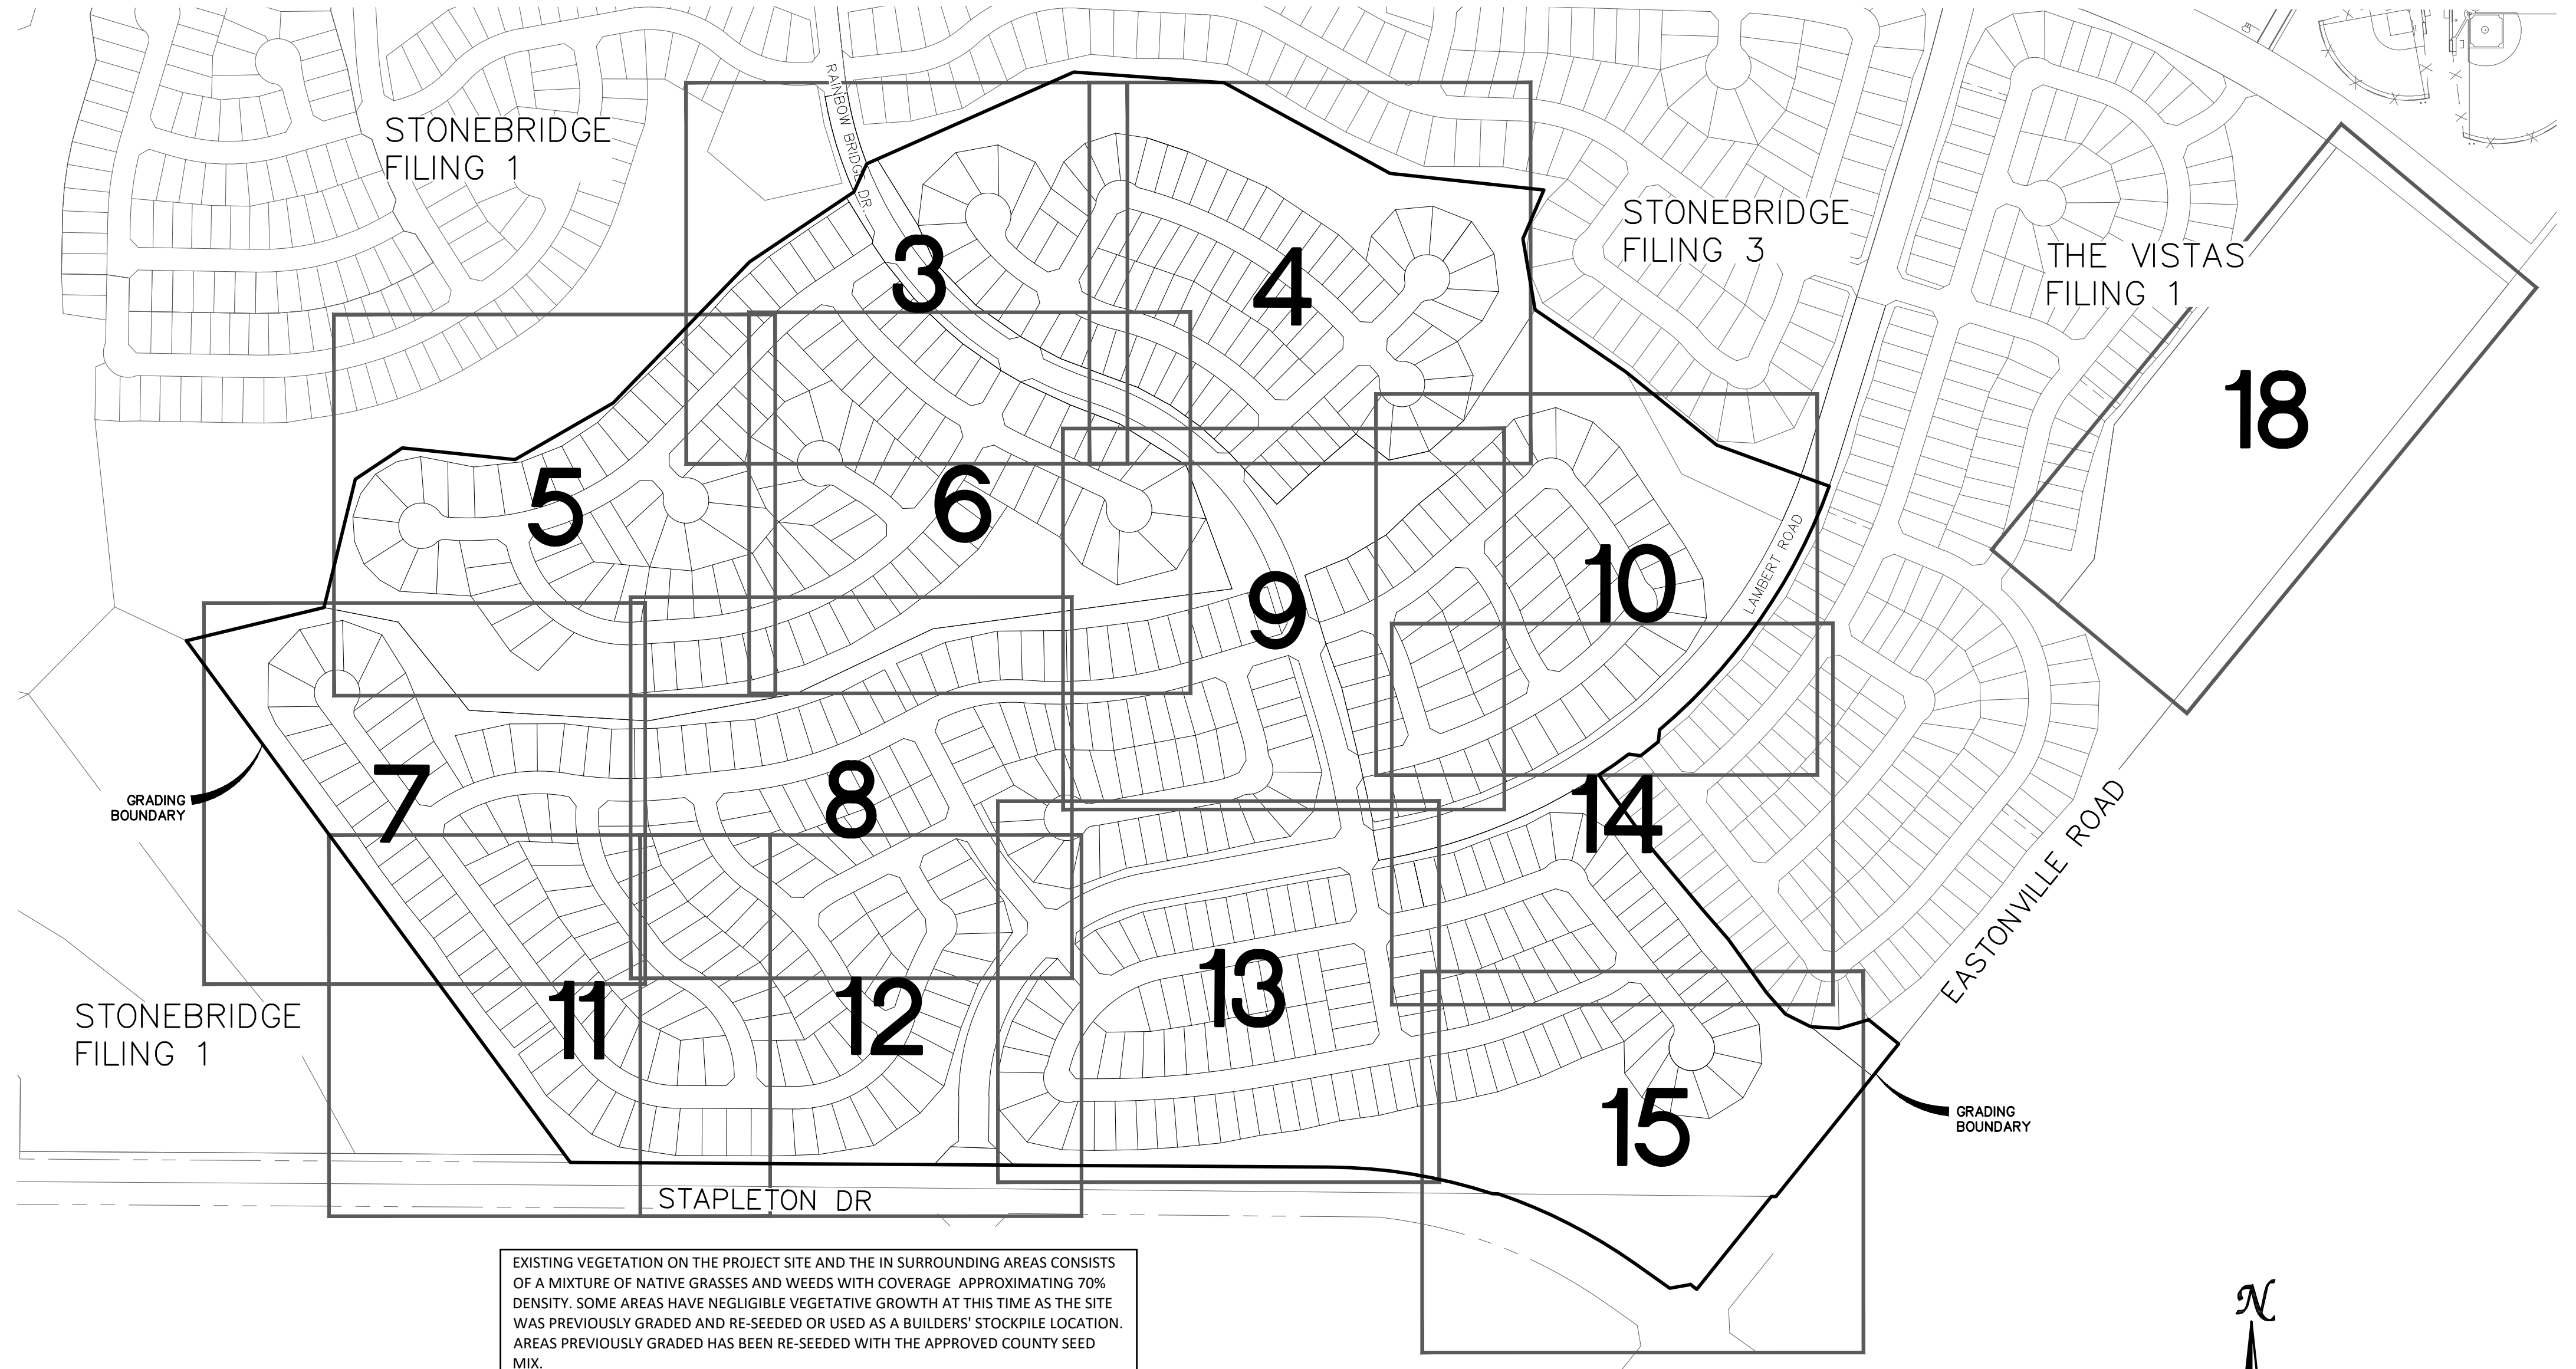 STONEBRIDGE
FILING 1
RAINBOW BRIDGE DR.
STONEBRIDGE
FILING 3
THE VISTAS
FILING 1
3
4
18
5
6
9
10
LAMBERT ROAD
7
8
14
GRADING
BOUNDARY
EASTONVILLE ROAD
STONEBRIDGE
FILING 1
11
12
13
15
GRADING
BOUNDARY
STAPLETON DR
EXISTING VEGETATION ON THE PROJECT SITE AND THE IN SURROUNDING AREAS CONSISTS
OF A MIXTURE OF NATIVE GRASSES AND WEEDS WITH COVERAGE APPROXIMATING 70%
DENSITY. SOME AREAS HAVE NEGLIGIBLE VEGETATIVE GROWTH AT THIS TIME AS THE SITE
WAS PREVIOUSLY GRADED AND RE-SEEDED OR USED AS A BUILDERS' STOCKPILE LOCATION.
AREAS PREVIOUSLY GRADED HAS BEEN RE-SEEDED WITH THE APPROVED COUNTY SEED
MIX.
N